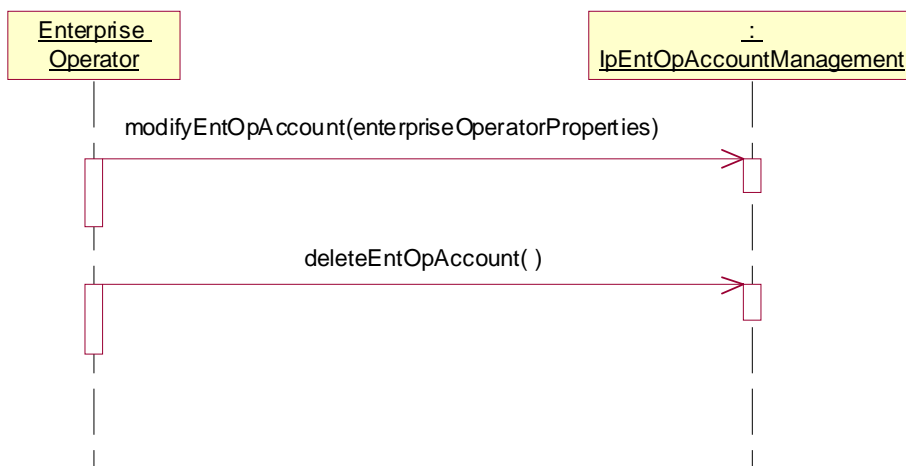 Enterprise
Operator
:
IpEntOpAccountManagement
modifyEntOpAccount(enterpriseOperatorProperties)
deleteEntOpAccount( )